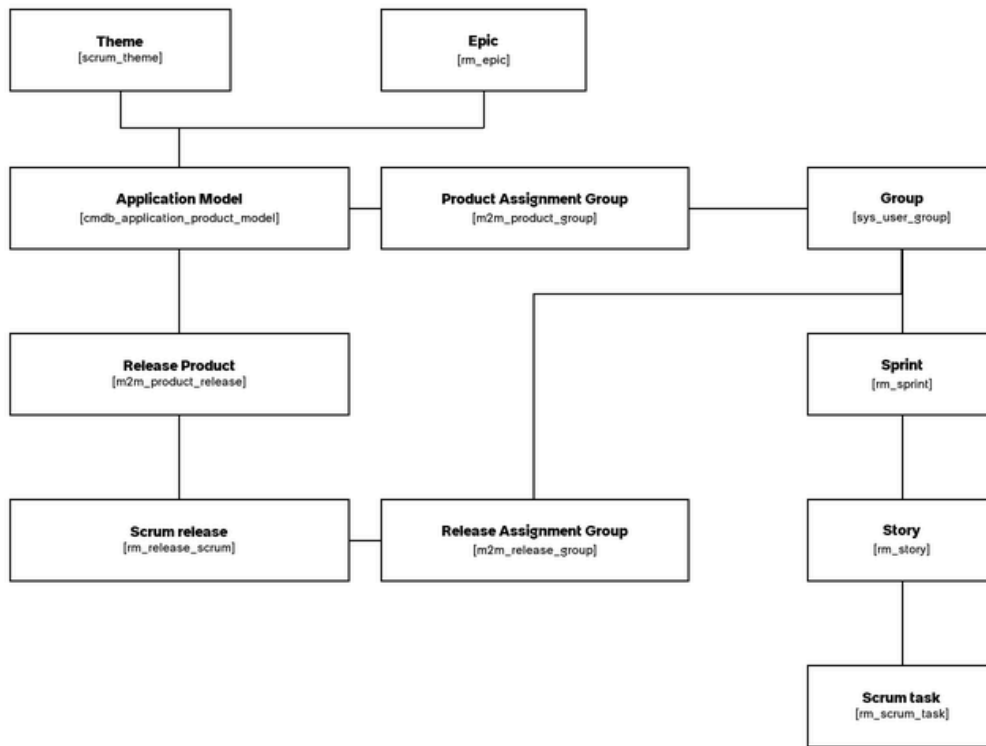 Theme
[scrum_theme]
Epic
[rm_epic]
Application Model
[cmdb_application_product_model]
Product Assignment Group
[m2m_product_group]
Group
[sys_user_group]
Release Product
[m2m_product_release]
Sprint
[rm_sprint]
Scrum release
[rm_release_scrum]
Release Assignment Group
[m2m_release_group]
Story
[rm_story]
Scrum task
[rm_scrum_task]